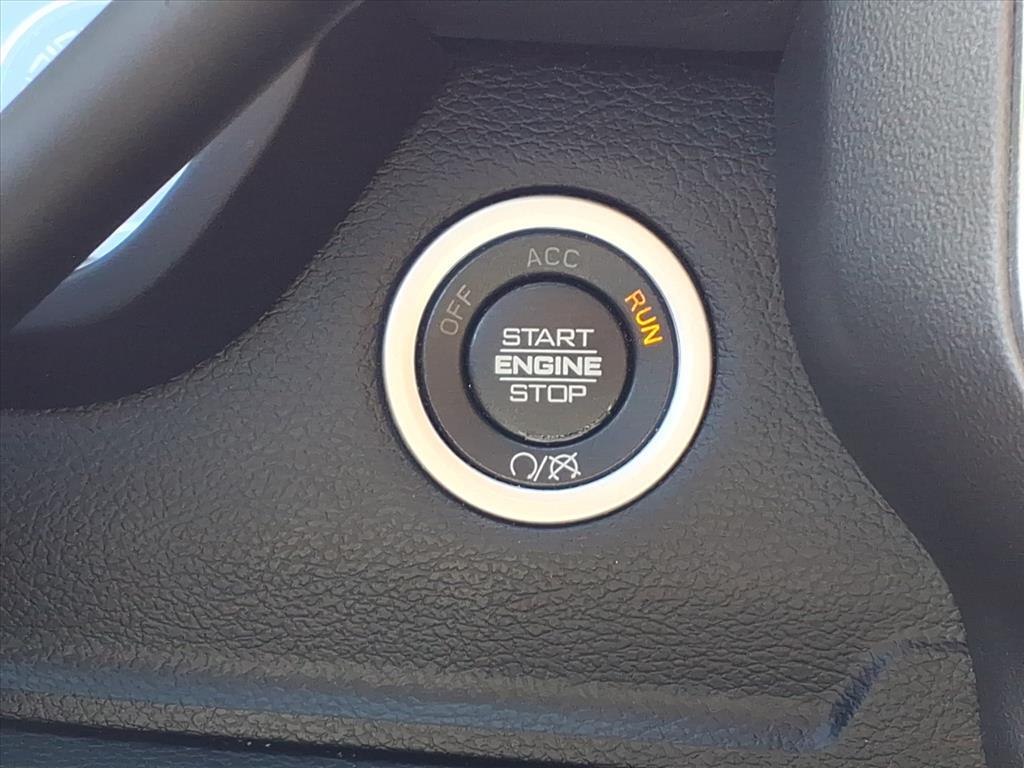 ACC
OFF
RUN
START
ENGINE
STOP